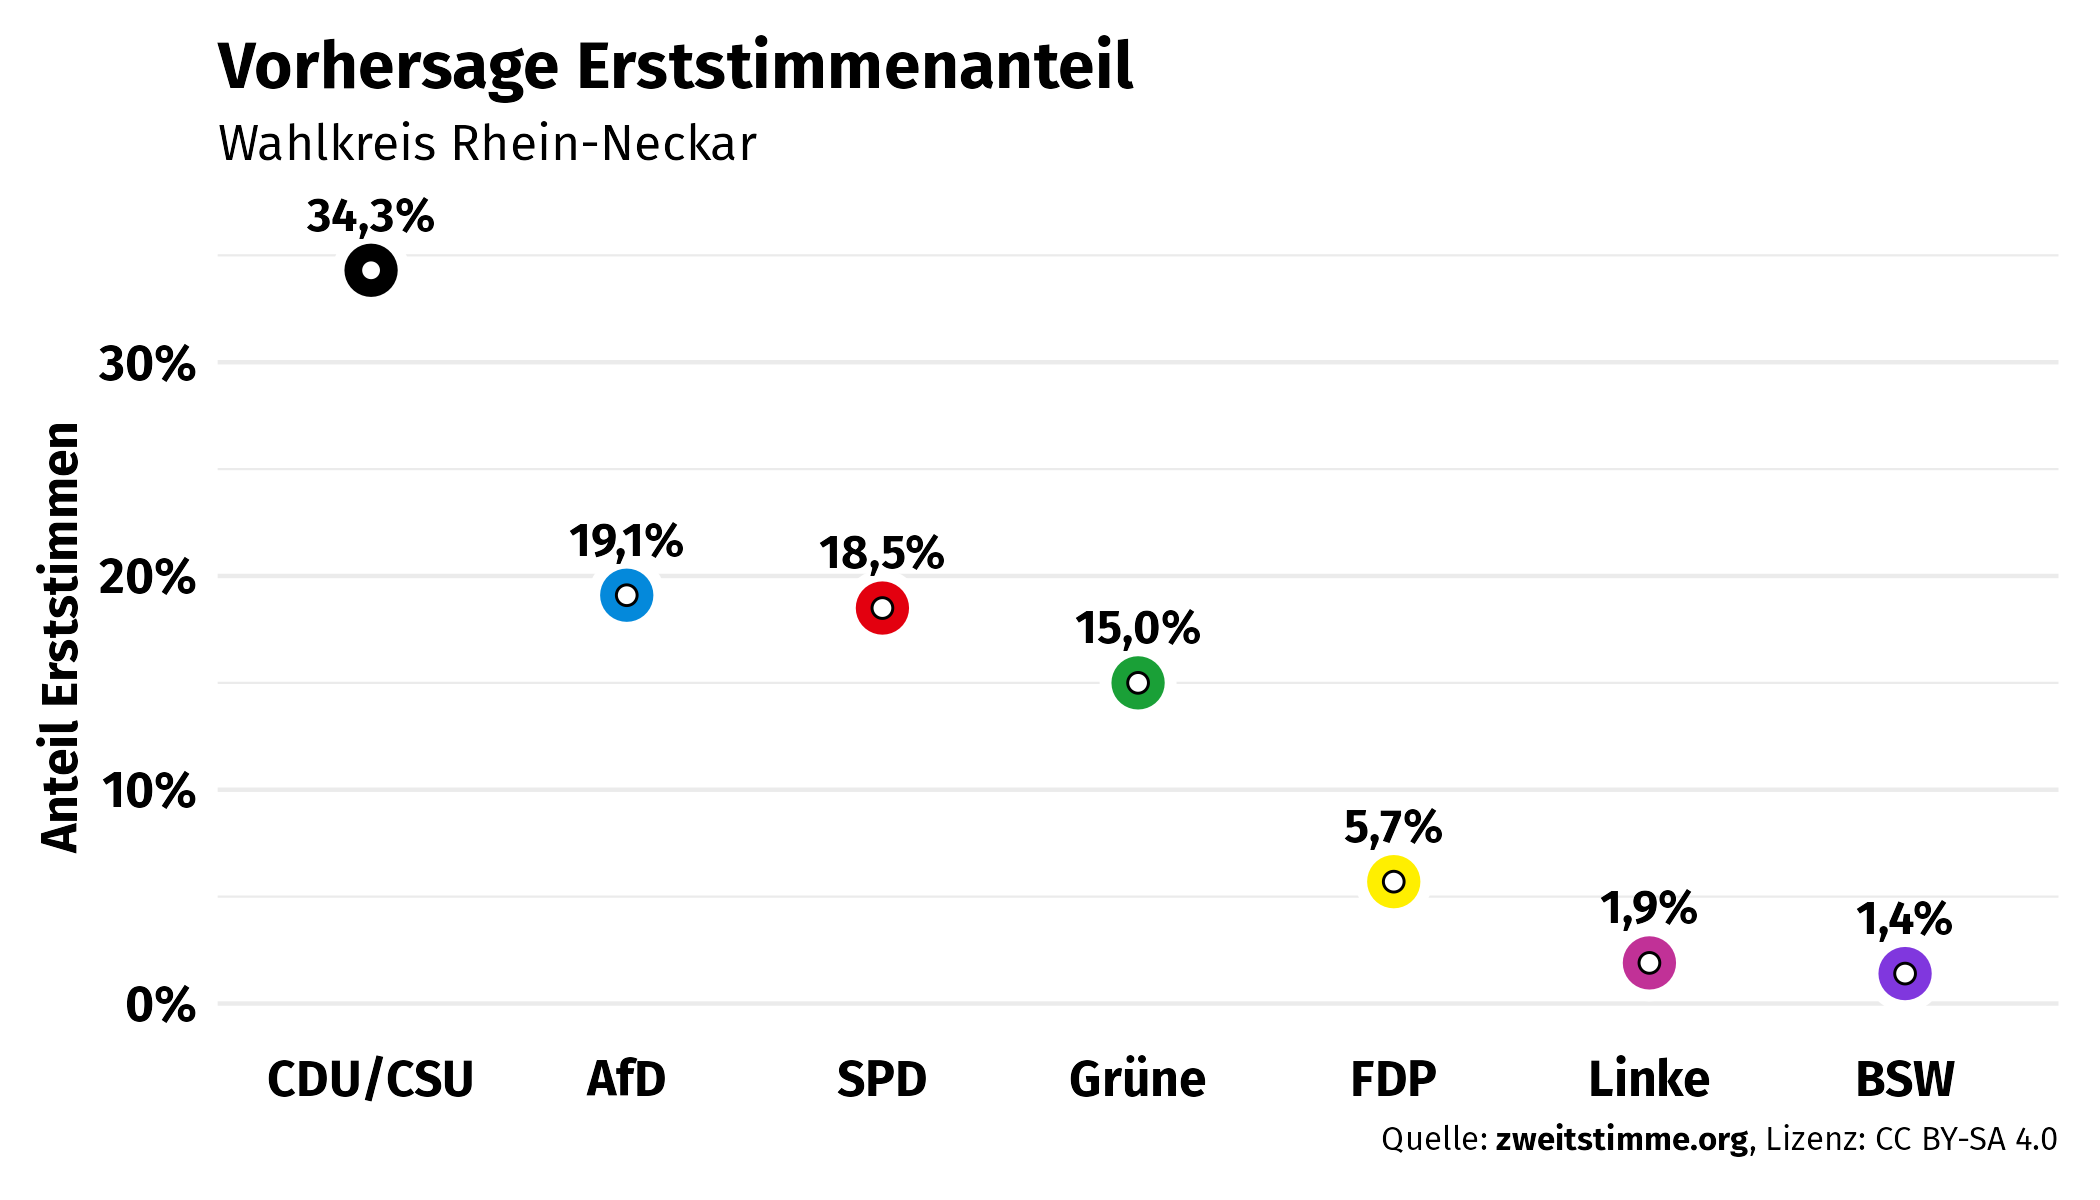 Vorhersage Erststimmenanteil
Wahlkreis Rhein-Neckar
34,3%
30%
19,1%
18,5%
20%
15,0%
10%
5,7%
1,9%
1,4%
0%
Anteil Erststimmen
CDU/CSU AfD SPD Grüne FDP Linke BSW
Quelle: zweitstimme.org, Lizenz: CC BY-SA 4.0